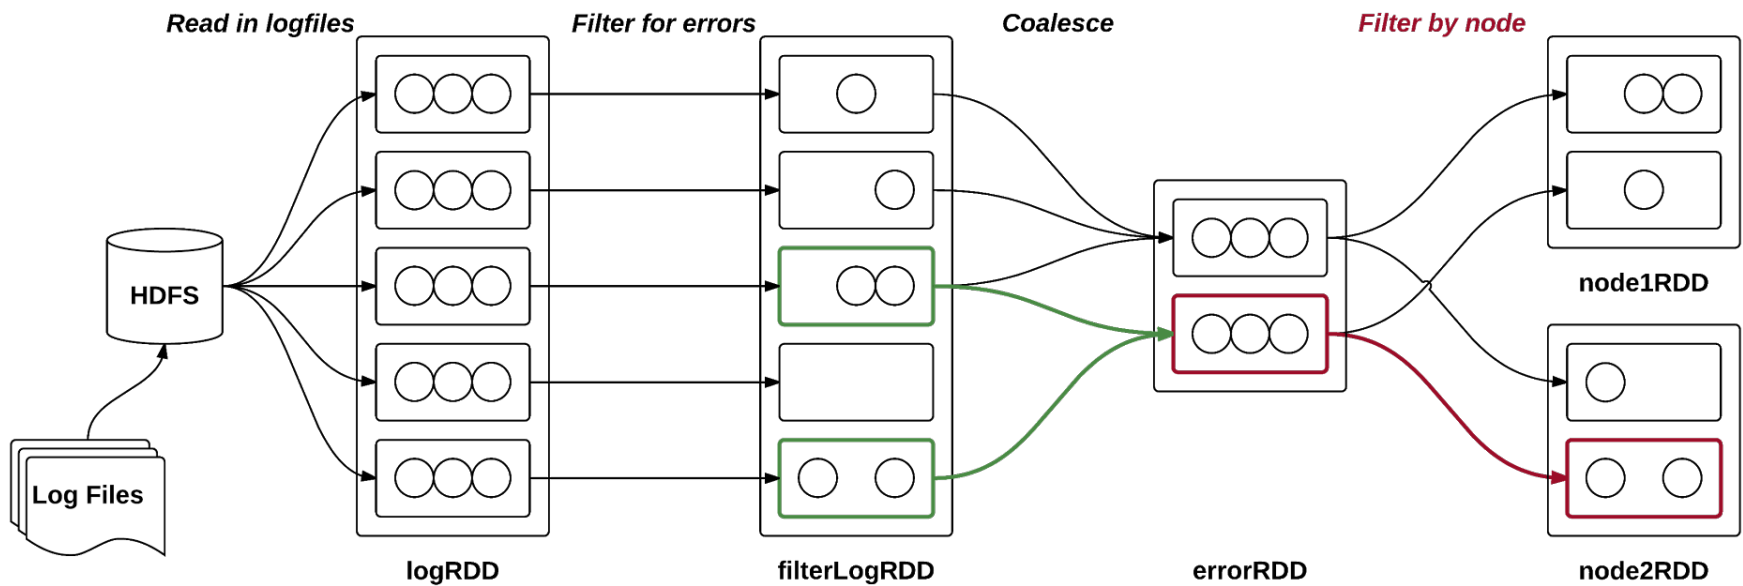 Read in logfiles
Filter for errors
Coalesce
Filter by node
HDFS
Log Files
node1RDD
logRDD
filterLogRDD
errorRDD
node2RDD